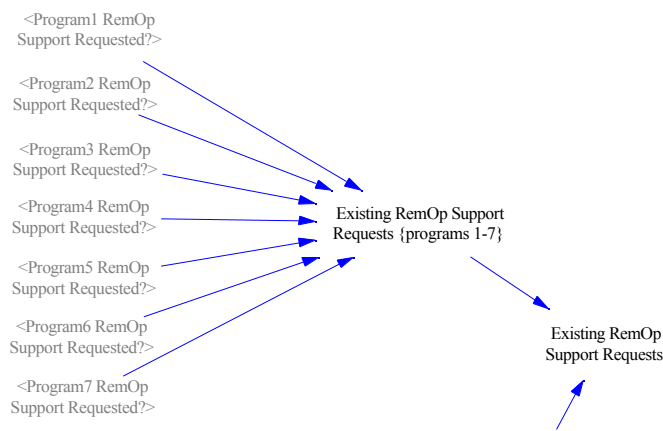 <Program1 RemOp
Support Requested?>
<Program2 RemOp
Support Requested?>
<Program3 RemOp
Support Requested?>
<Program4 RemOp
Support Requested?>
<Program5 RemOp
Support Requested?>
<Program6 RemOp
Support Requested?>
<Program7 RemOp
Support Requested?>
Existing RemOp Support
Requests {programs 1-7}
Existing RemOp
Support Requests